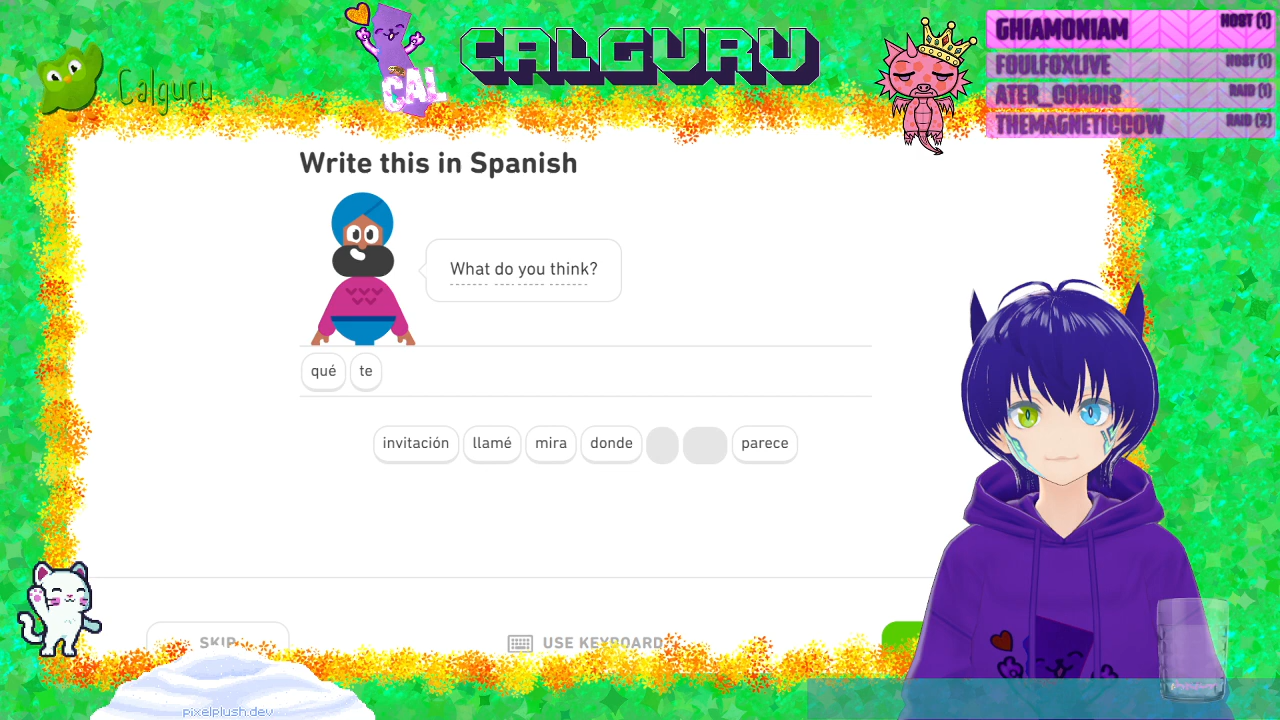 Calguru
CAL
CALGURU
GHIAMONIAM HOST (1)
FOULFOXLIVE HOST (1)
ATER_CORDIS RAID (1)
THEMAGNETICCOW RAID (2)
Write this in Spanish
What do you think?
qué te
invitación llamé mira donde parece
SKIP
USE KEYBOARD
pixelplush.dev